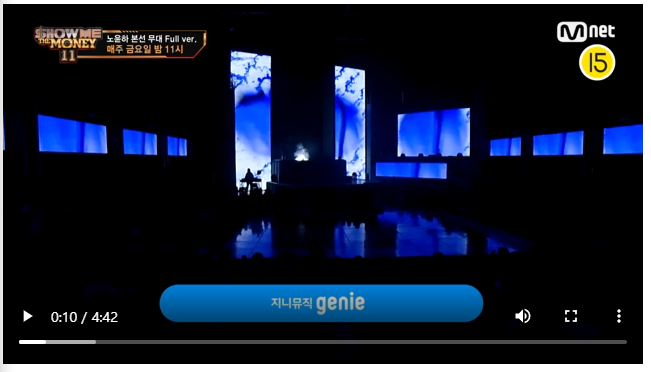 SHOW ME
THE MONEY
11
노윤하 본선 무대 Full ver.
매주 금요일 밤 11시
Mnet
15
지니뮤직 genie
0:10 / 4:42